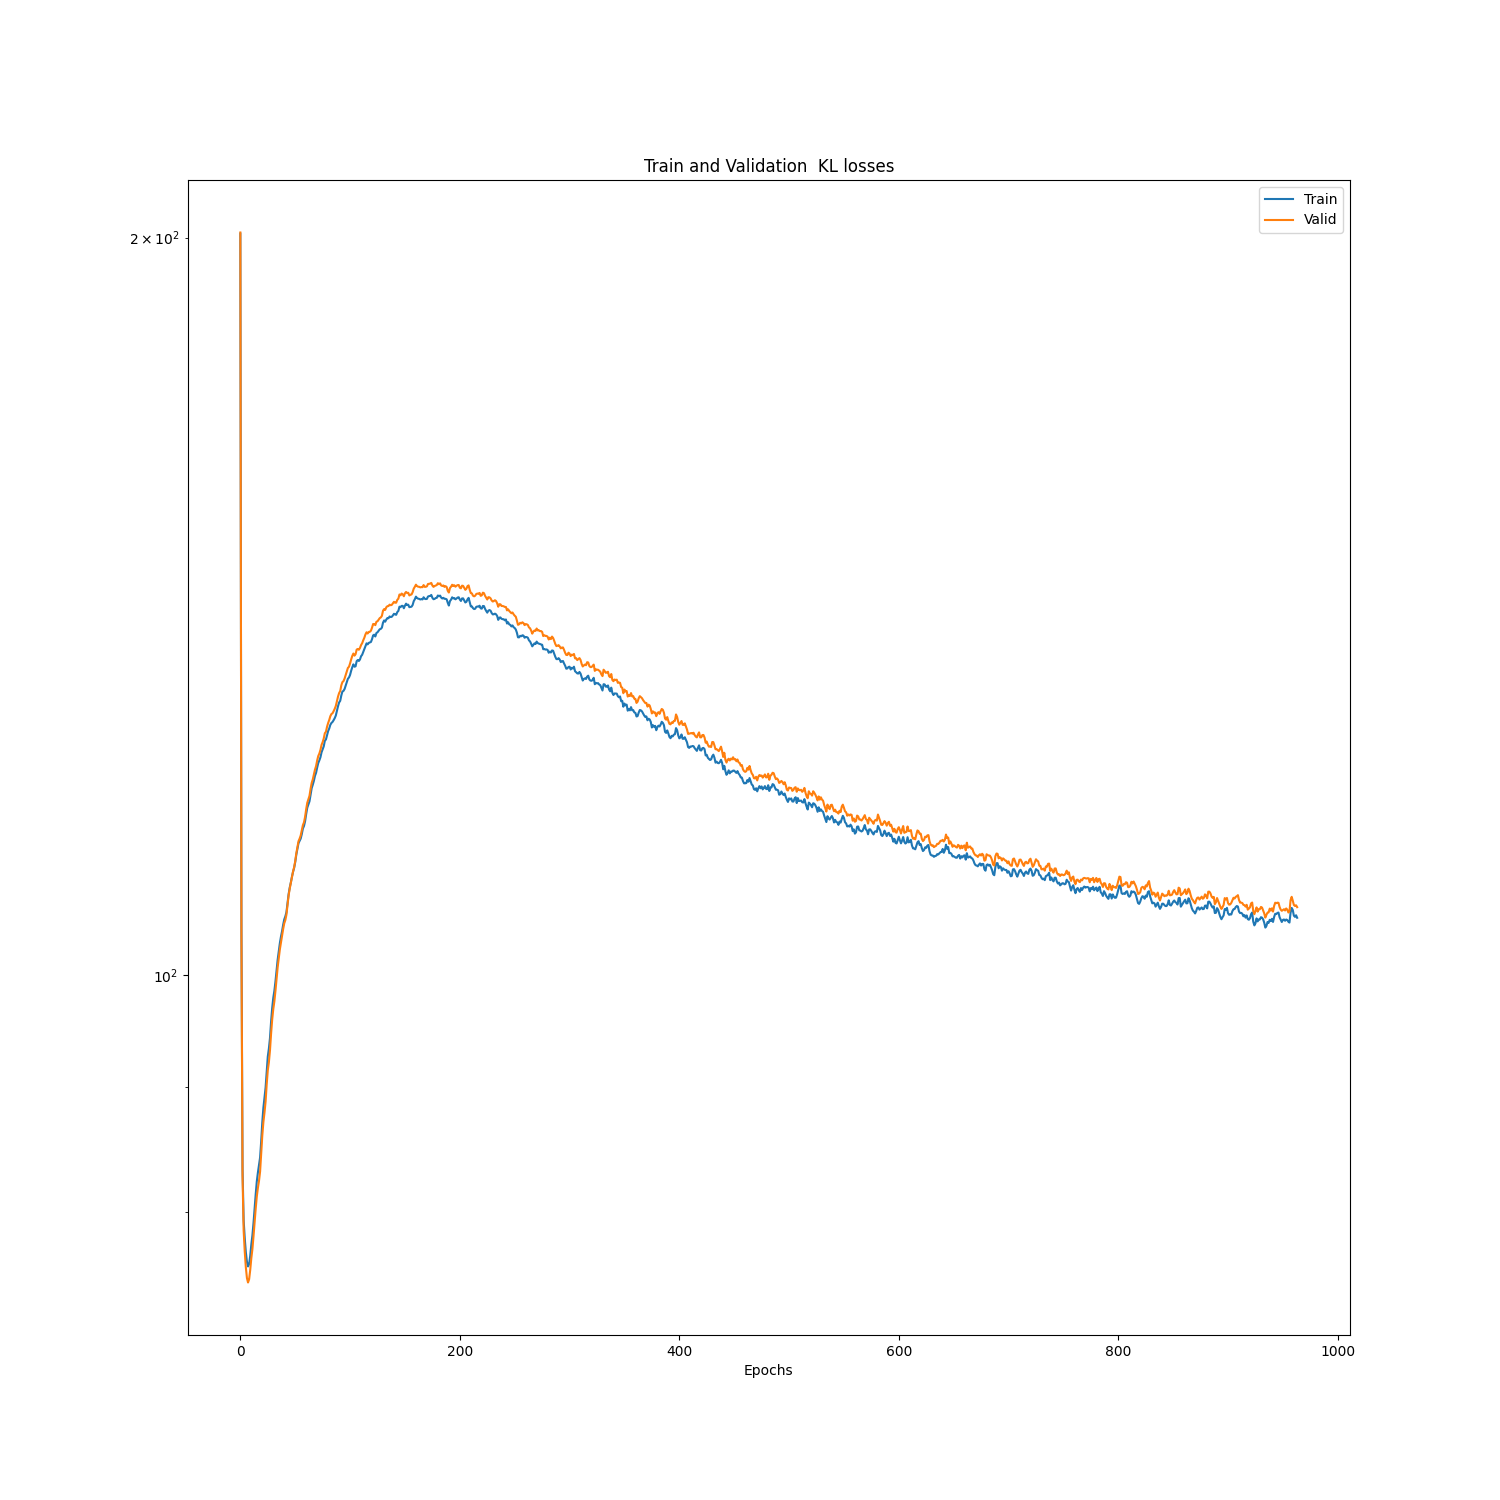 Train and Validation  KL losses
Train
Valid
2 × 10²
10²
0 200 400 600 800 1000
Epochs